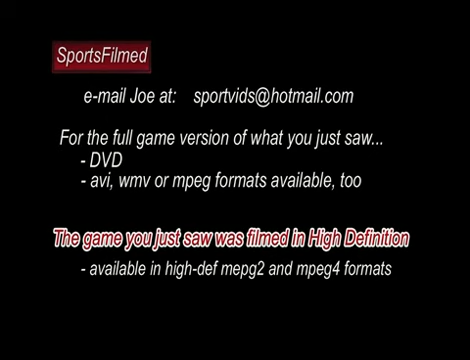 SportsFilmed
e-mail Joe at: sportvids@hotmail.com
For the full game version of what you just saw...
- DVD
- avi, wmv or mpeg formats available, too
The game you just saw was filmed in High Definition
- available in high-def mepg2 and mpeg4 formats